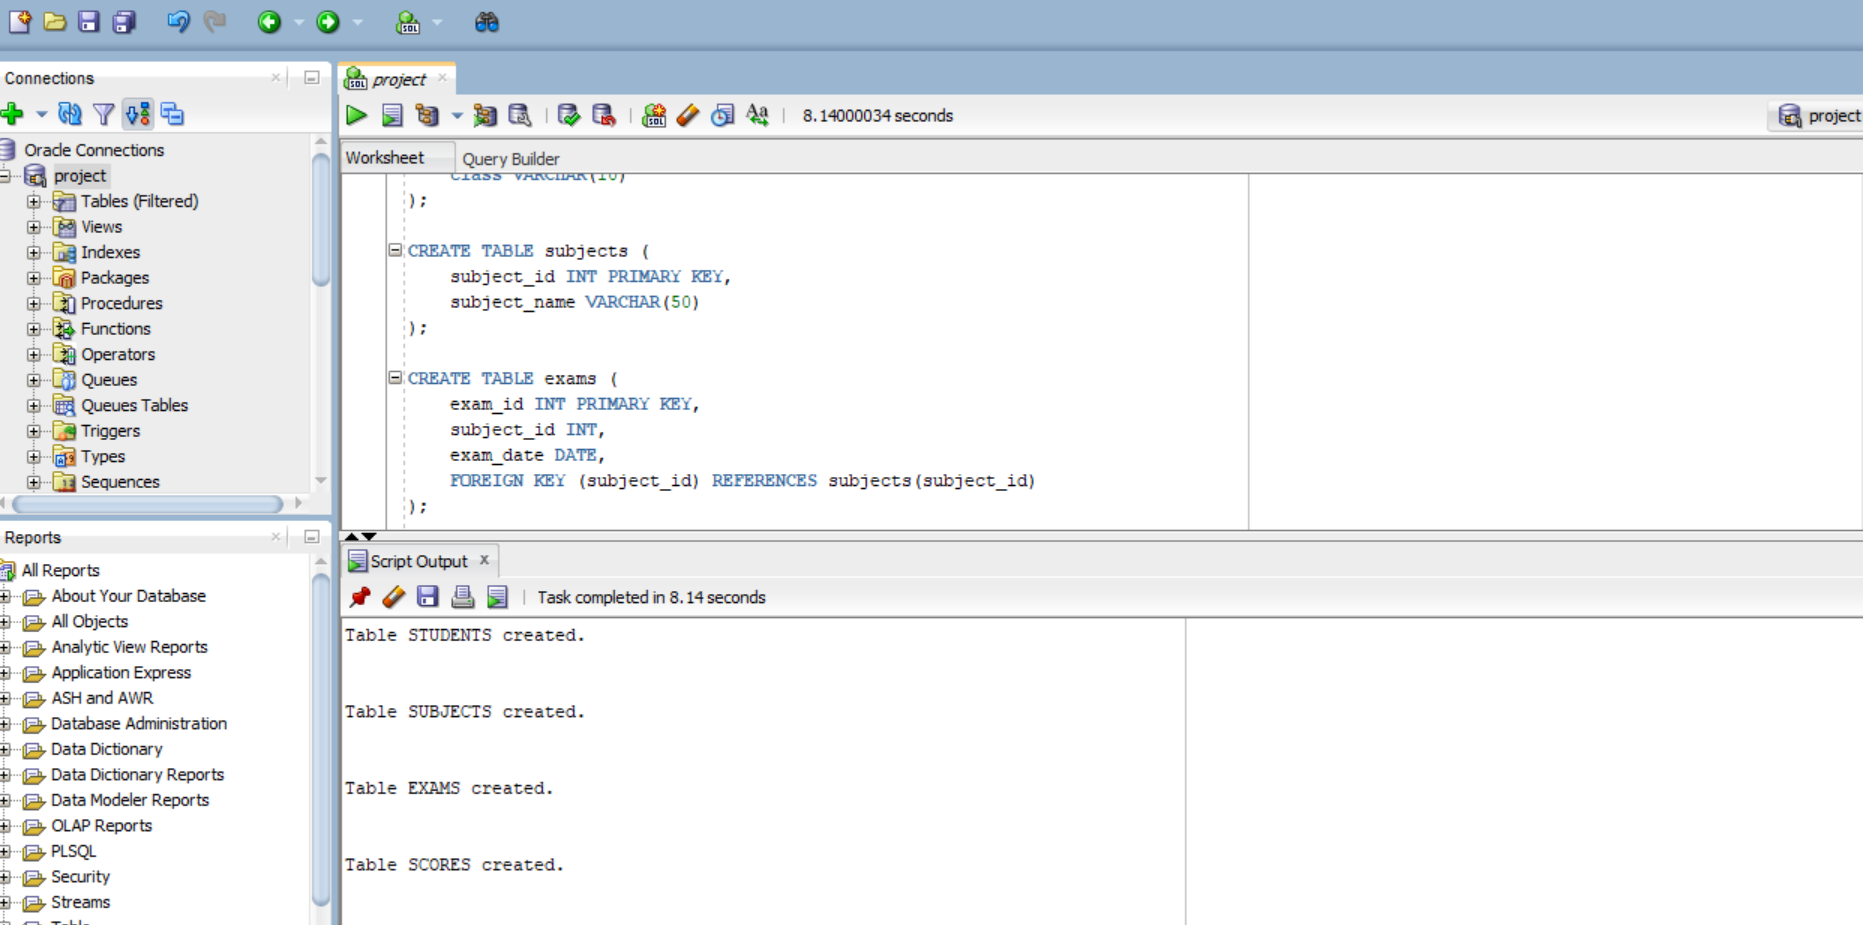 Connections
Oracle Connections
project
Tables (Filtered)
Views
Indexes
Packages
Procedures
Functions
Operators
Queues
Queues Tables
Triggers
Types
Sequences
Reports
All Reports
About Your Database
All Objects
Analytic View Reports
Application Express
ASH and AWR
Database Administration
Data Dictionary
Data Dictionary Reports
Data Modeler Reports
OLAP Reports
PLSQL
Security
Streams
Table
project
8.14000034 seconds
project
Worksheet Query Builder
class VARCHAR(10)
);
CREATE TABLE subjects (
subject_id INT PRIMARY KEY,
subject_name VARCHAR(50)
);
CREATE TABLE exams (
exam_id INT PRIMARY KEY,
subject_id INT,
exam_date DATE,
FOREIGN KEY (subject_id) REFERENCES subjects(subject_id)
);
Script Output
Task completed in 8.14 seconds
Table STUDENTS created.
Table SUBJECTS created.
Table EXAMS created.
Table SCORES created.